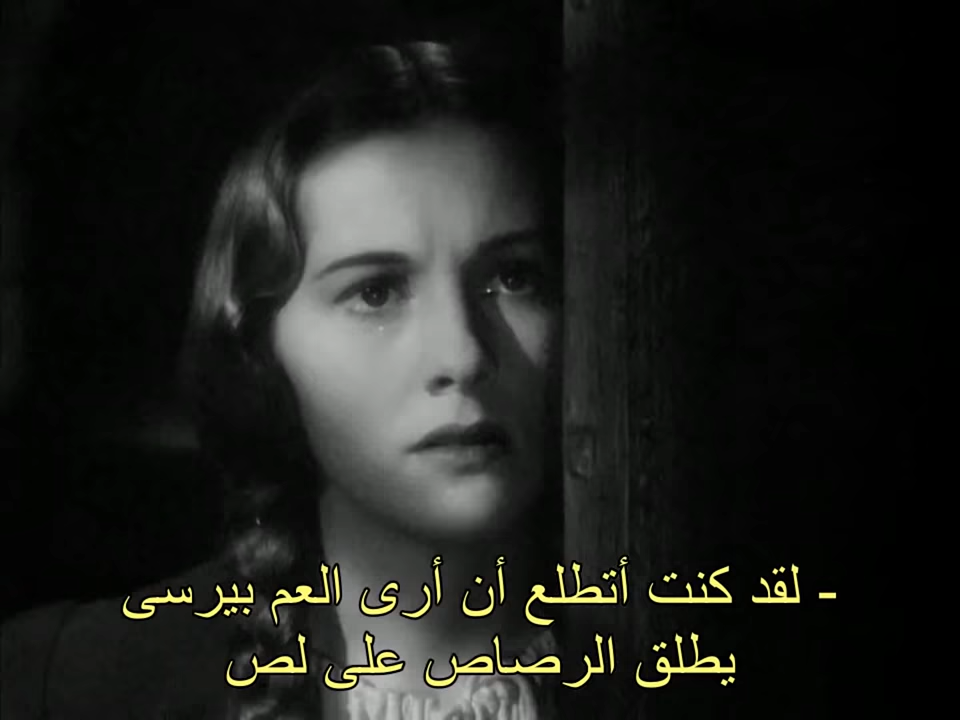 - لقد كنت أتطلع أن أرى العم بيرسى
يطلق الرصاص على لص